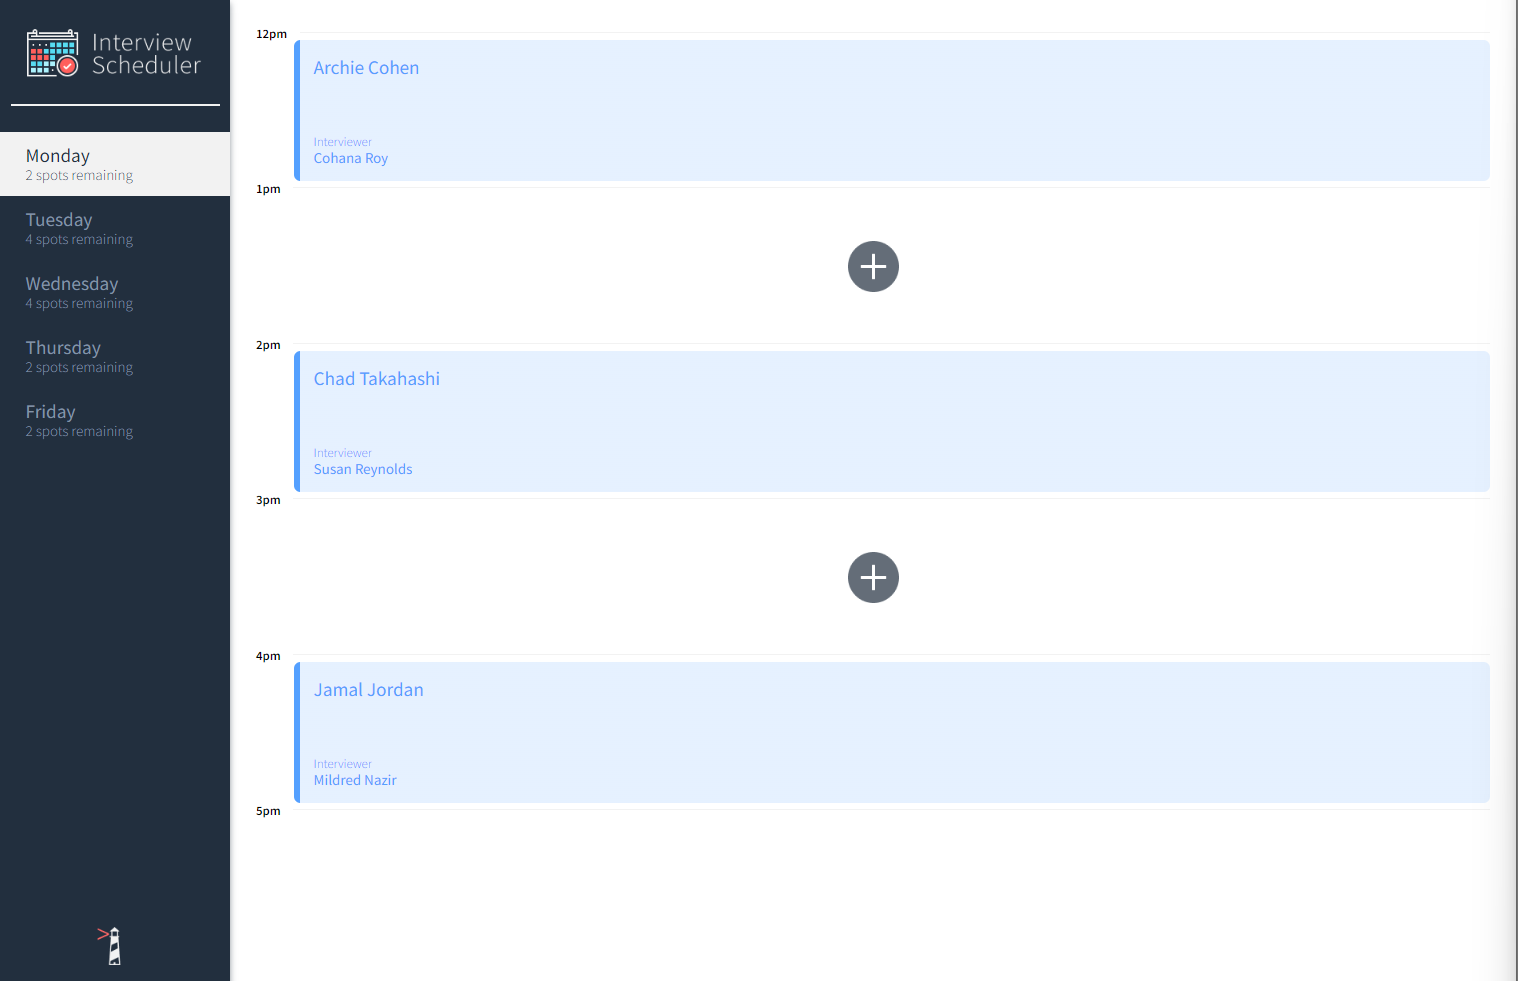 Interview
Scheduler
Monday
2 spots remaining
Tuesday
4 spots remaining
Wednesday
4 spots remaining
Thursday
2 spots remaining
Friday
2 spots remaining
12pm
Archie Cohen
Interviewer
Cohana Roy
1pm
2pm
Chad Takahashi
Interviewer
Susan Reynolds
3pm
4pm
Jamal Jordan
Interviewer
Mildred Nazir
5pm